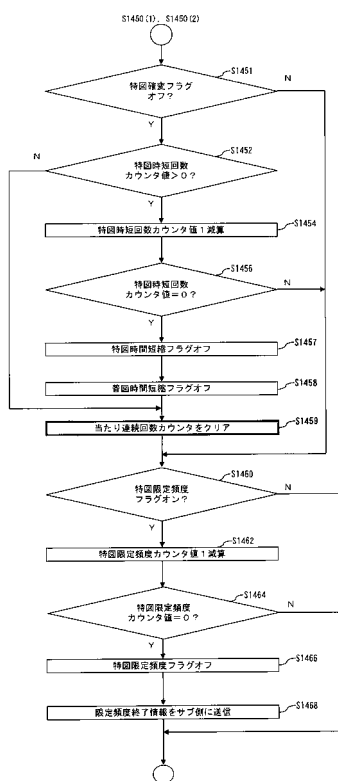 S1450(1)、S1450(2)
S1451
特図確変フラグ
オフ?
N
Y
S1452
N
特図時短回数
カウンタ値>0?
Y
S1454
特図時短回数カウンタ値1減算
S1456
特図時短回数
カウンタ値=0?
N
Y
S1457
特図時間短縮フラグオフ
S1458
普図時間短縮フラグオフ
S1459
当たり連続回数カウンタをクリア
S1460
特図限定頻度
フラグオン?
N
Y
S1462
特図限定頻度カウンタ値1減算
S1464
特図限定頻度
カウンタ値=0?
N
Y
S1466
特図限定頻度フラグオフ
S1468
限定頻度終了情報をサブ側に送信